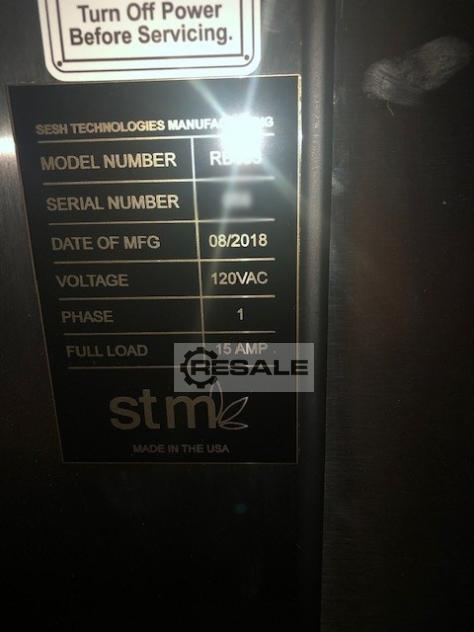 Turn Off Power
Before Servicing.
SESH TECHNOLOGIES MANUFACTURING
MODEL NUMBER
SERIAL NUMBER
DATE OF MFG 08/2018
VOLTAGE 120VAC
PHASE 1
FULL LOAD 15 AMP
RESALE
stm
MADE IN THE USA